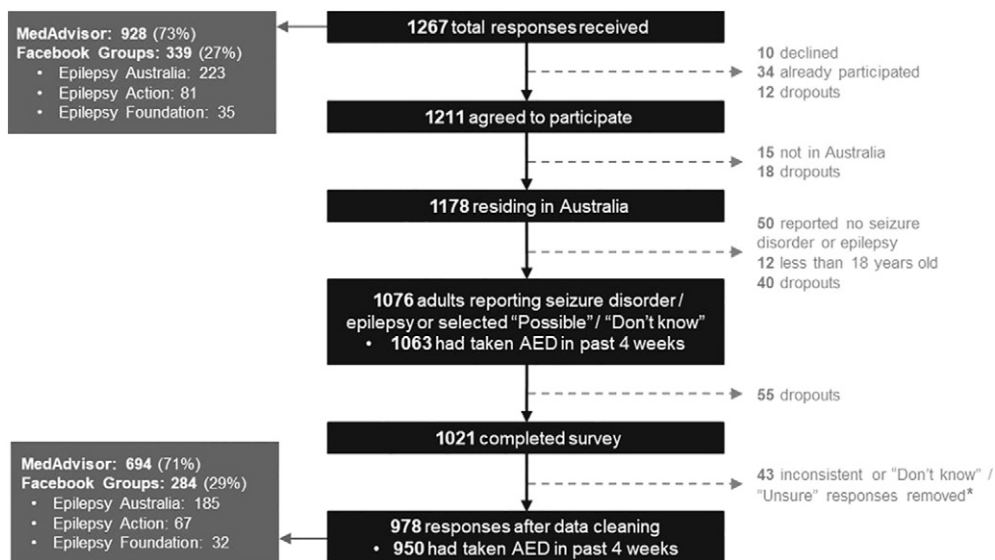 MedAdvisor: 928 (73%)
Facebook Groups: 339 (27%)
• Epilepsy Australia: 223
• Epilepsy Action: 81
• Epilepsy Foundation: 35
1267 total responses received
10 declined
34 already participated
12 dropouts
1211 agreed to participate
15 not in Australia
18 dropouts
1178 residing in Australia
50 reported no seizure
disorder or epilepsy
12 less than 18 years old
40 dropouts
1076 adults reporting seizure disorder /
epilepsy or selected "Possible" / "Don't know"
• 1063 had taken AED in past 4 weeks
55 dropouts
1021 completed survey
43 inconsistent or "Don't know" /
"Unsure" responses removed*
MedAdvisor: 694 (71%)
Facebook Groups: 284 (29%)
• Epilepsy Australia: 185
• Epilepsy Action: 67
• Epilepsy Foundation: 32
978 responses after data cleaning
• 950 had taken AED in past 4 weeks